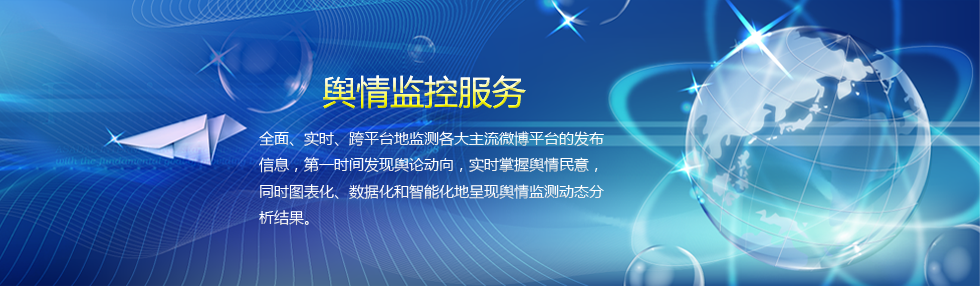 舆情监控服务
全面、实时、跨平台地监测各大主流微博平台的发布
信息，第一时间发现舆论动向，实时掌握舆情民意，
同时图表化、数据化和智能化地呈现舆情监测动态分
析结果。